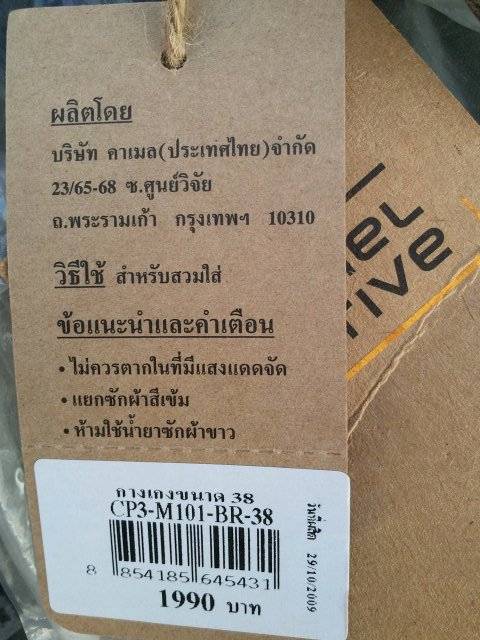 ผลิตโดย
บริษัท คาเมล(ประเทศไทย)จำกัด
23/65-68 ซ.ศูนย์วิจัย
ถ.พระรามเก้า กรุงเทพฯ 10310
วิธีใช้ สำหรับสวมใส่
ข้อแนะนำและคำเตือน
• ไม่ควรตากในที่มีแสงแดดจัด
• แยกซักผ้าสีเข้ม
• ห้ามใช้น้ำยาซักผ้าขาว
กางเกงขนาด 38
CP3-M101-BR-38
8 854185 645431
1990 บาท
วันที่ผลิต 29/10/2009